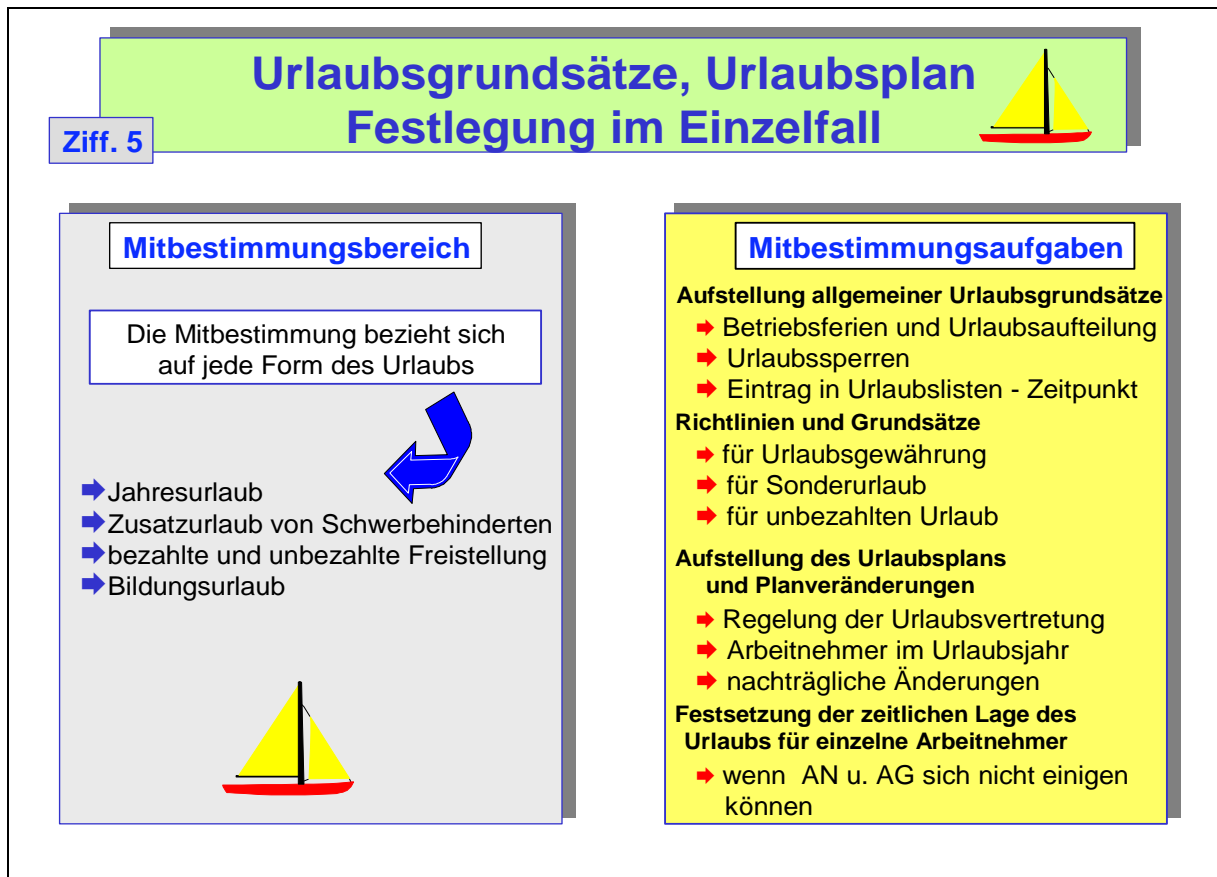 Urlaubsgrundsätze, Urlaubsplan
Festlegung im Einzelfall
Ziff. 5
Mitbestimmungsbereich
Die Mitbestimmung bezieht sich
auf jede Form des Urlaubs
Jahresurlaub
Zusatzurlaub von Schwerbehinderten
bezahlte und unbezahlte Freistellung
Bildungsurlaub
Mitbestimmungsaufgaben
Aufstellung allgemeiner Urlaubsgrundsätze
Betriebsferien und Urlaubsaufteilung
Urlaubssperren
Eintrag in Urlaubslisten - Zeitpunkt
Richtlinien und Grundsätze
für Urlaubsgewährung
für Sonderurlaub
für unbezahlten Urlaub
Aufstellung des Urlaubsplans
und Planveränderungen
Regelung der Urlaubsvertretung
Arbeitnehmer im Urlaubsjahr
nachträgliche Änderungen
Festsetzung der zeitlichen Lage des
Urlaubs für einzelne Arbeitnehmer
wenn AN u. AG sich nicht einigen
können